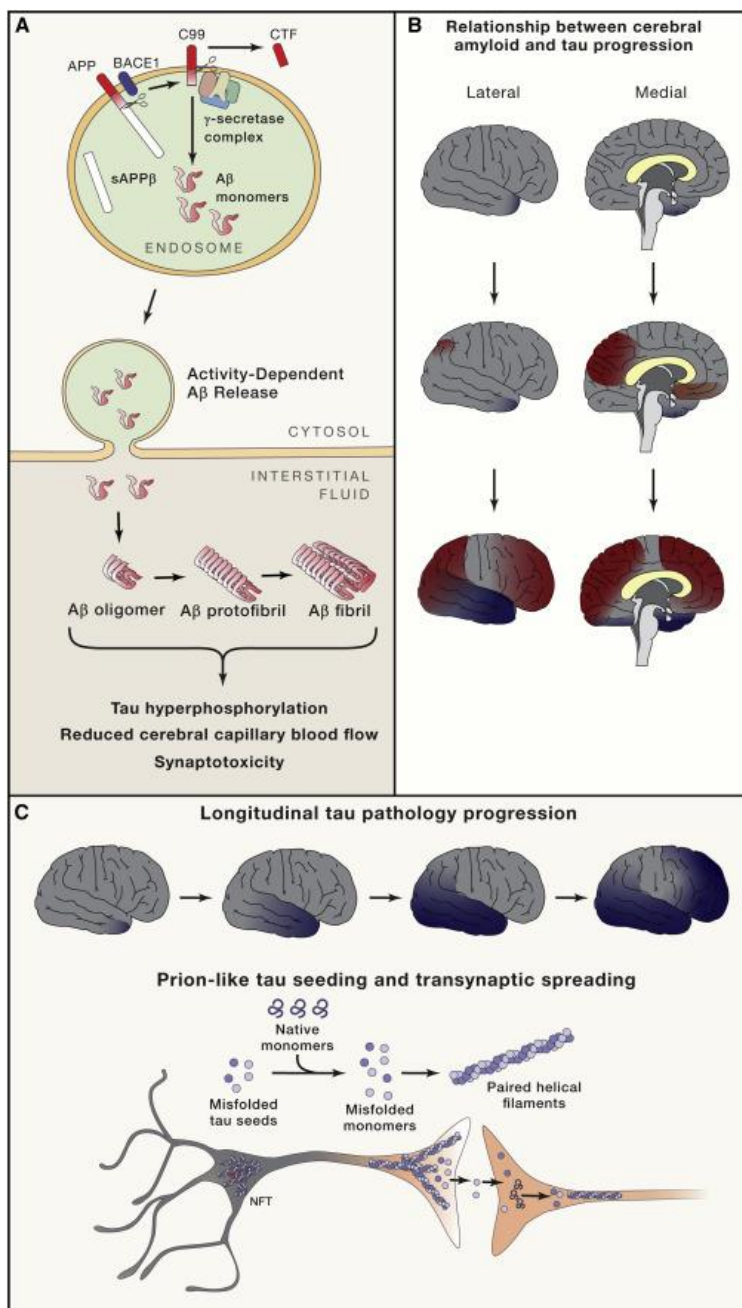 A
C99
CTF
APP
BACE1
γ-secretase
complex
sAPPβ
Aβ
monomers
ENDOSOME
Activity-Dependent
Aβ Release
CYTOSOL
INTERSTITIAL
FLUID
Aβ oligomer
Aβ protofibril
Aβ fibril
Tau hyperphosphorylation
Reduced cerebral capillary blood flow
Synaptotoxicity
B
Relationship between cerebral
amyloid and tau progression
Lateral
Medial
C
Longitudinal tau pathology progression
Prion-like tau seeding and transynaptic spreading
Native
monomers
Misfolded
tau seeds
Misfolded
monomers
Paired helical
filaments
NFT